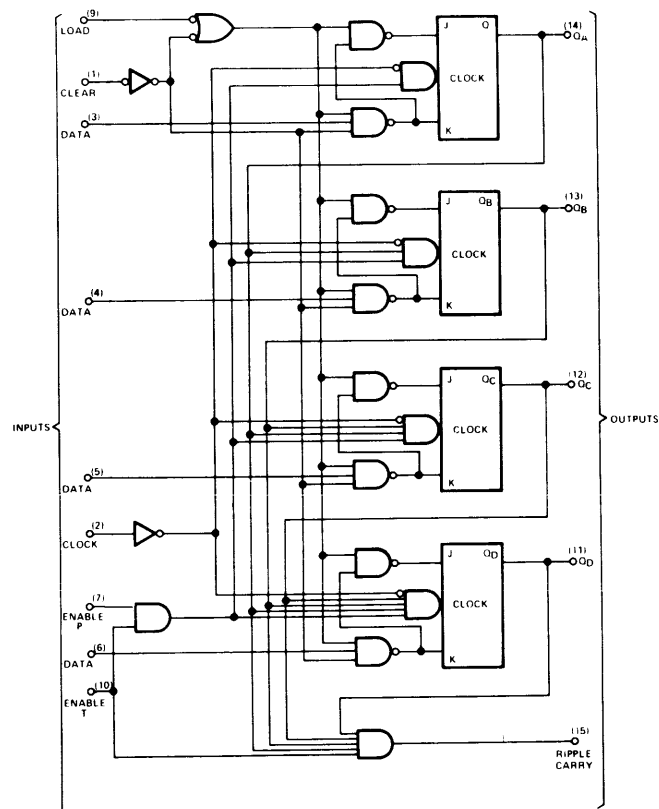 (9)
LOAD
(1)
CLEAR
(3)
DATA
J Q
CLOCK
K
(14)
QA
J QB
CLOCK
K
(13)
QB
(4)
DATA
J QC
CLOCK
K
(12)
QC
INPUTS
OUTPUTS
(5)
DATA
(2)
CLOCK
J QD
CLOCK
K
(11)
QD
(7)
ENABLE
P
(6)
DATA
(10)
ENABLE
T
(15)
RIPPLE
CARRY